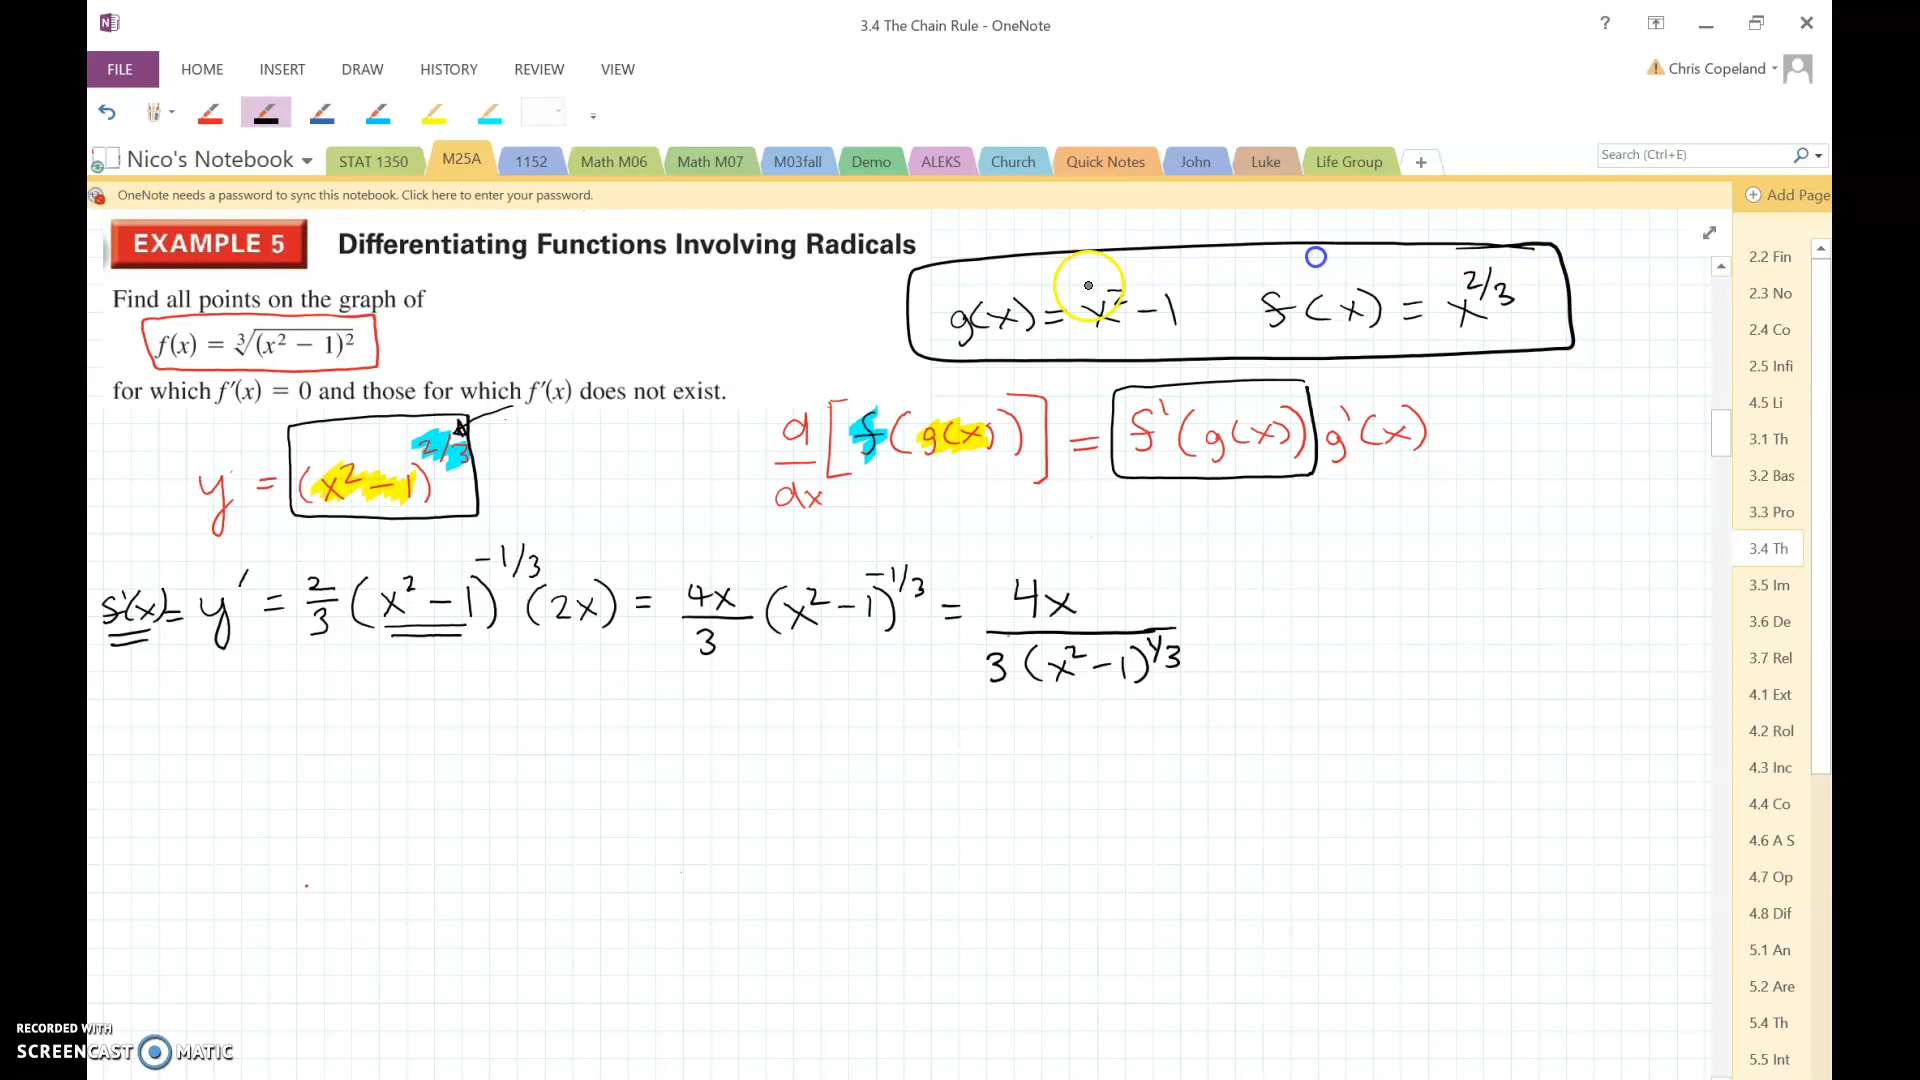 3.4 The Chain Rule - OneNote
?
FILE HOME INSERT DRAW HISTORY REVIEW VIEW
Chris Copeland
Nico's Notebook
STAT 1350 M25A 1152 Math M06 Math M07 M03fall Demo ALEKS Church Quick Notes John Luke Life Group +
Search (Ctrl+E)
OneNote needs a password to sync this notebook. Click here to enter your password.
Add Page
EXAMPLE 5 Differentiating Functions Involving Radicals
Find all points on the graph of
f(x) = ∛(x² − 1)²
for which f′(x) = 0 and those for which f′(x) does not exist.
g(x) = x² − 1 f(x) = x^2/3
d/dx [f(g(x))] = f'(g(x)) g'(x)
y = (x² − 1)^2/3
f'(x) = y' = 2/3 (x² − 1)^−1/3 (2x) = 4x/3 (x² − 1)^−1/3 = 4x / 3(x² − 1)^1/3
2.2 Fin
2.3 No
2.4 Co
2.5 Infi
4.5 Li
3.1 Th
3.2 Bas
3.3 Pro
3.4 Th
3.5 Im
3.6 De
3.7 Rel
4.1 Ext
4.2 Rol
4.3 Inc
4.4 Co
4.6 A S
4.7 Op
4.8 Dif
5.1 An
5.2 Are
5.4 Th
5.5 Int
RECORDED WITH
SCREENCAST MATIC